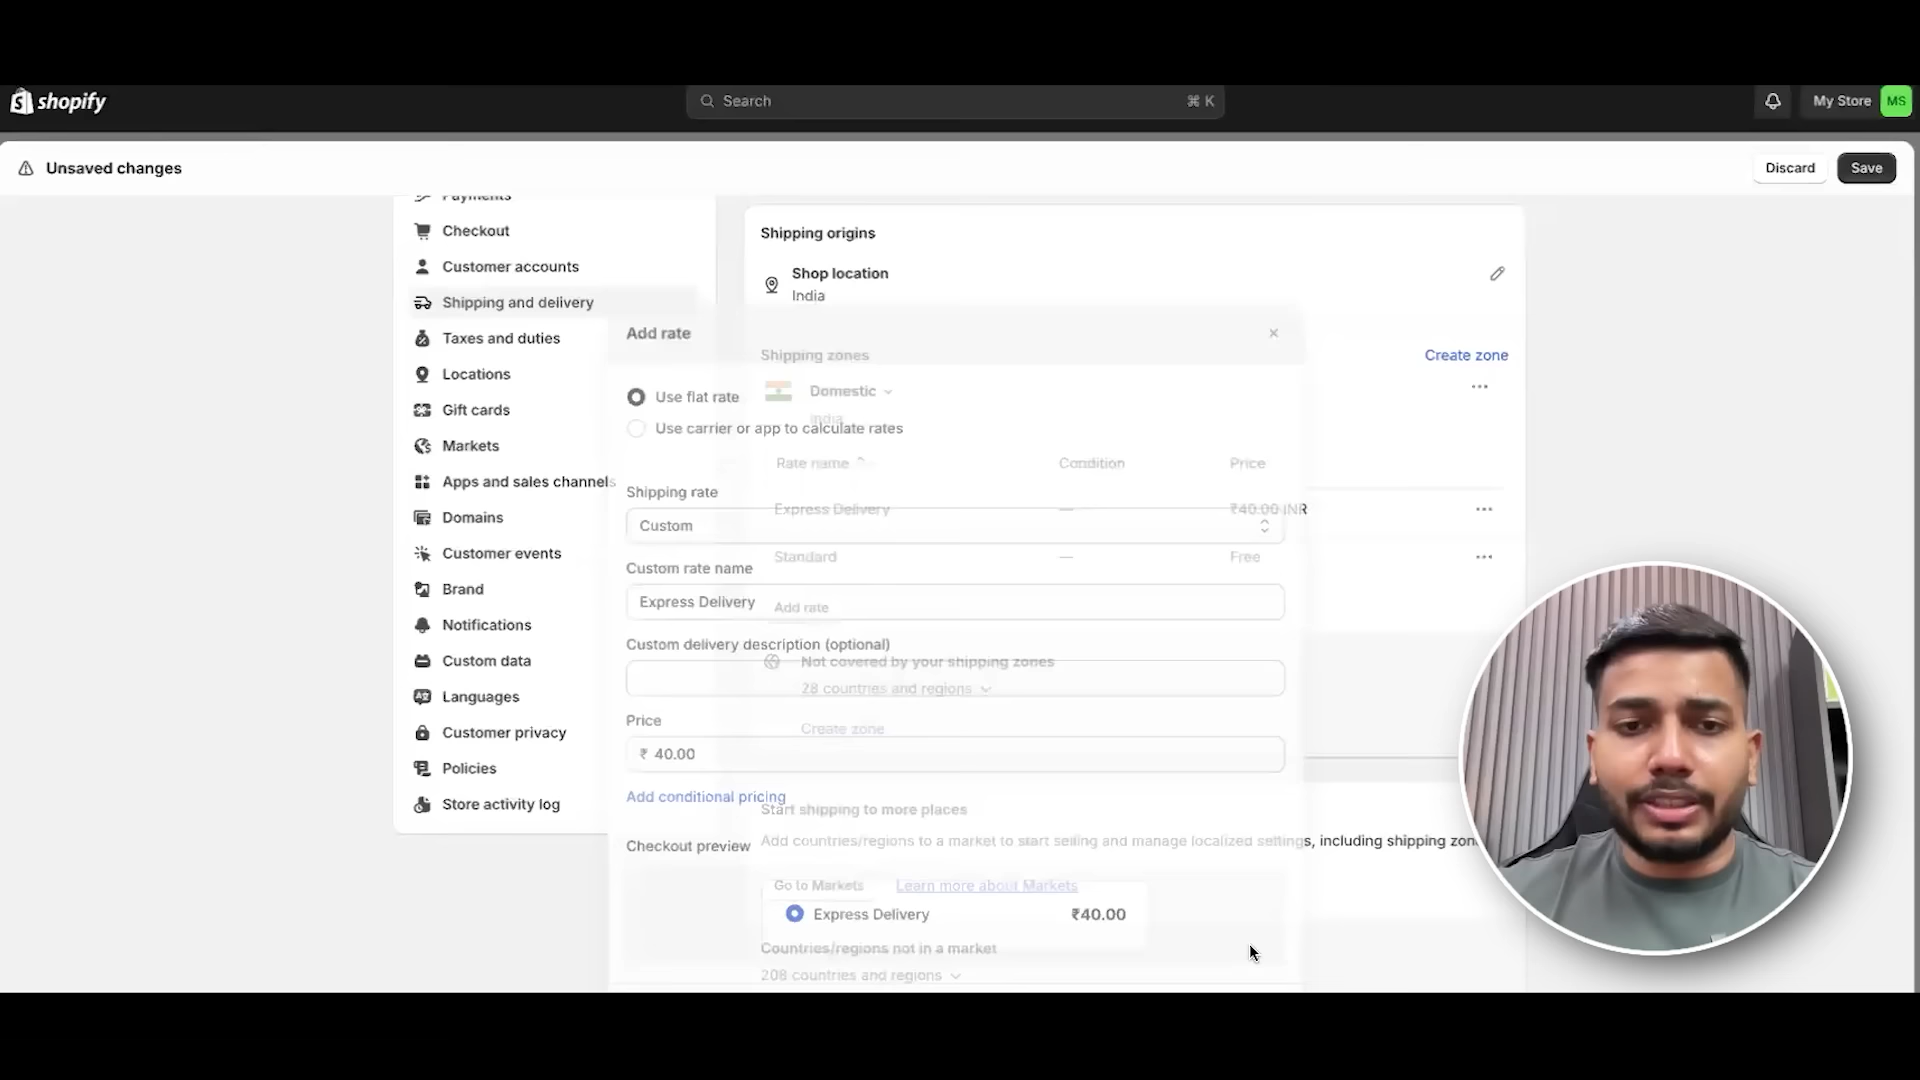 shopify
Search
⌘ K
My Store
MS
Unsaved changes
Discard
Save
Payments
Checkout
Customer accounts
Shipping and delivery
Taxes and duties
Locations
Gift cards
Markets
Apps and sales channels
Domains
Customer events
Brand
Notifications
Custom data
Languages
Customer privacy
Policies
Store activity log
Shipping origins
Shop location
India
Shipping zones
Create zone
Domestic
India
Rate name
Condition
Price
Express Delivery
—
₹40.00 INR
Standard
—
Free
Add rate
Not covered by your shipping zones
28 countries and regions
Create zone
Start shipping to more places
Add countries/regions to a market to start selling and manage localized settings, including shipping zon
Go to Markets
Learn more about Markets
Countries/regions not in a market
208 countries and regions
Add rate
Use flat rate
Use carrier or app to calculate rates
Shipping rate
Custom
Custom rate name
Express Delivery
Custom delivery description (optional)
Price
₹ 40.00
Add conditional pricing
Checkout preview
Express Delivery
₹40.00